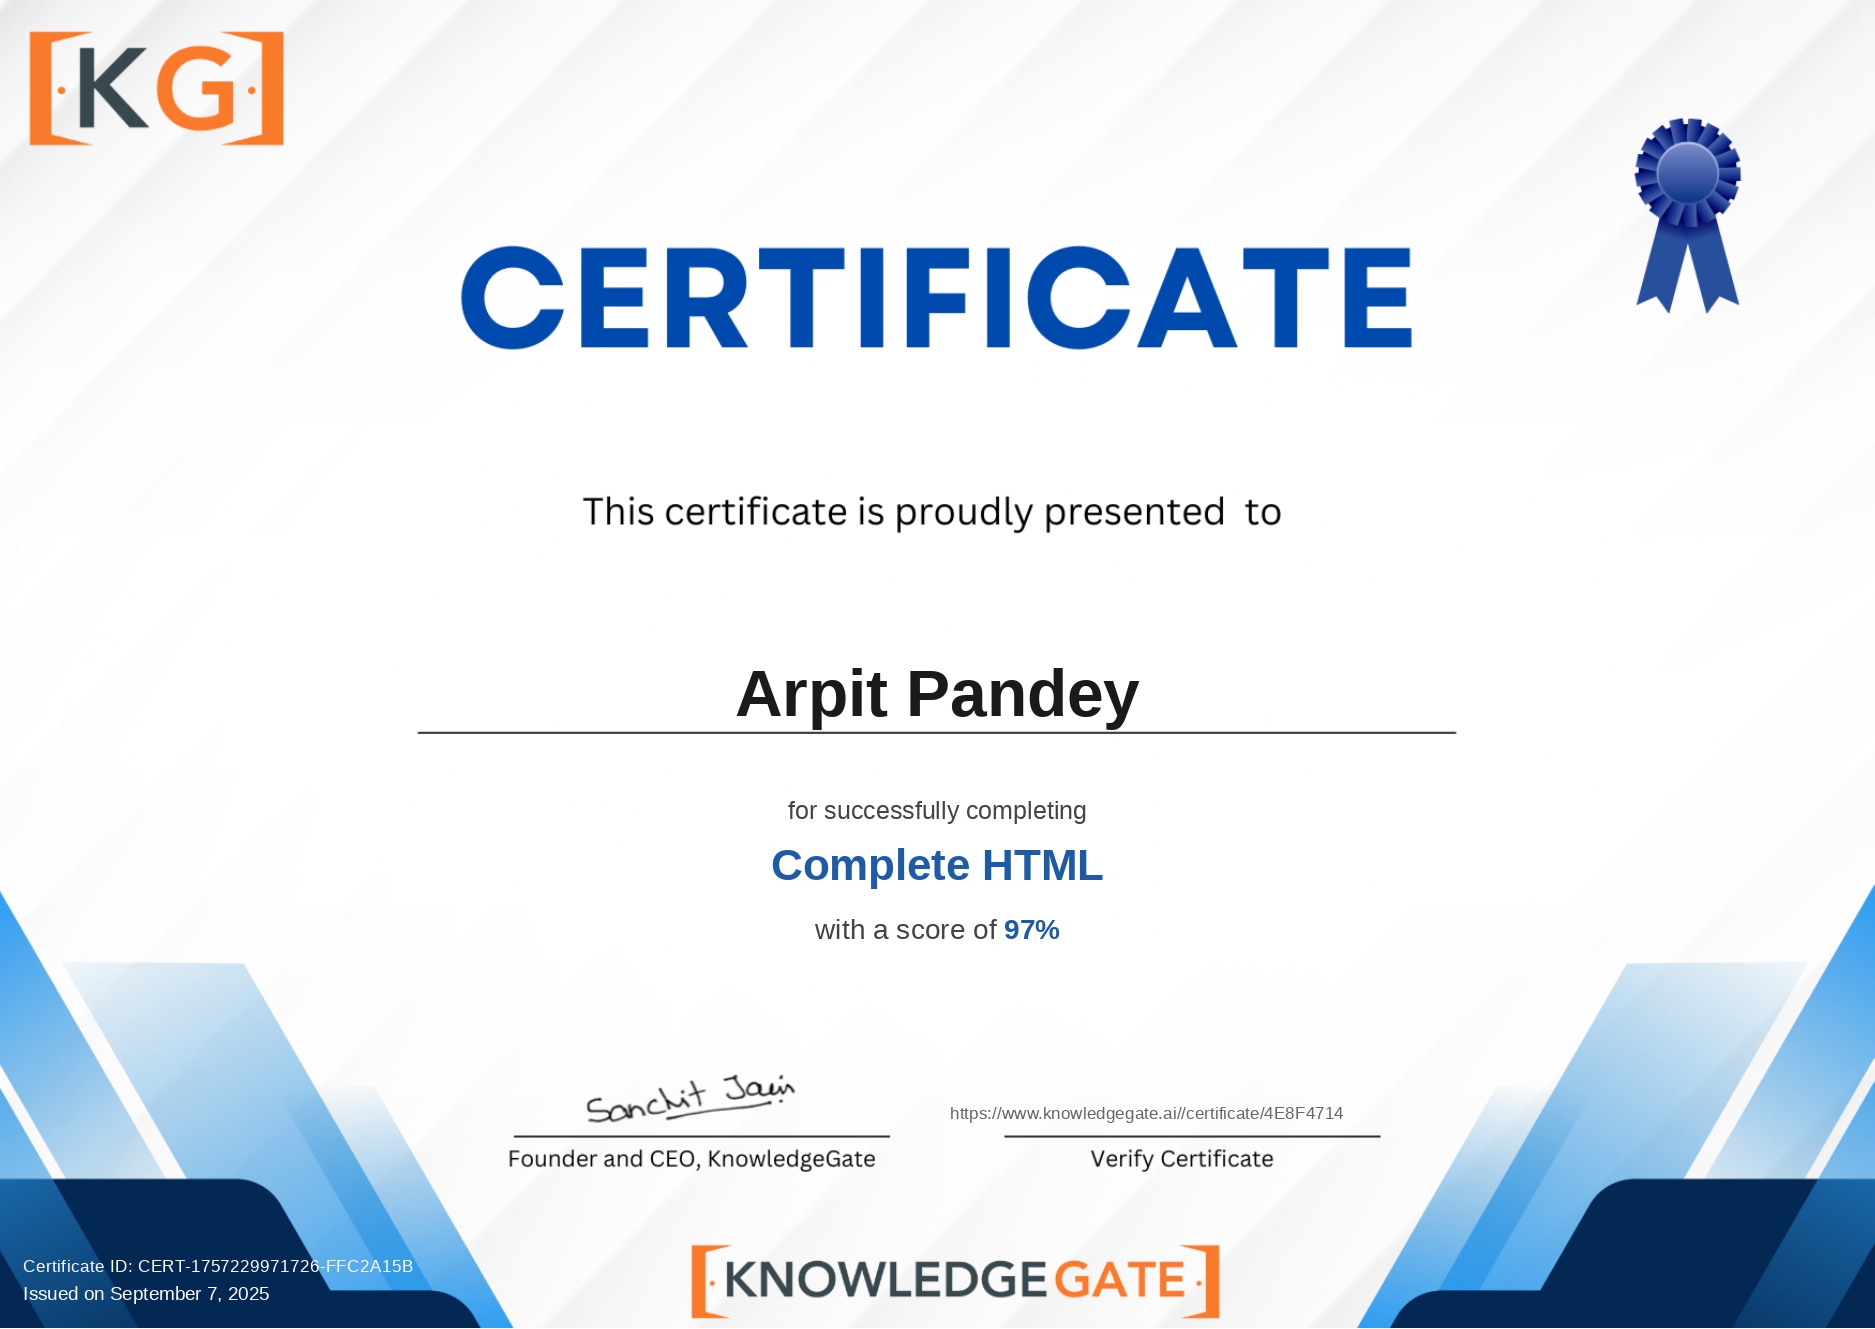 [·KG·]
CERTIFICATE
This certificate is proudly presented to
Arpit Pandey
for successfully completing
Complete HTML
with a score of 97%
Sanchit Jain
https://www.knowledgegate.ai//certificate/4E8F4714
Founder and CEO, KnowledgeGate
Verify Certificate
Certificate ID: CERT-1757229971726-FFC2A15B
Issued on September 7, 2025
[·KNOWLEDGE GATE·]